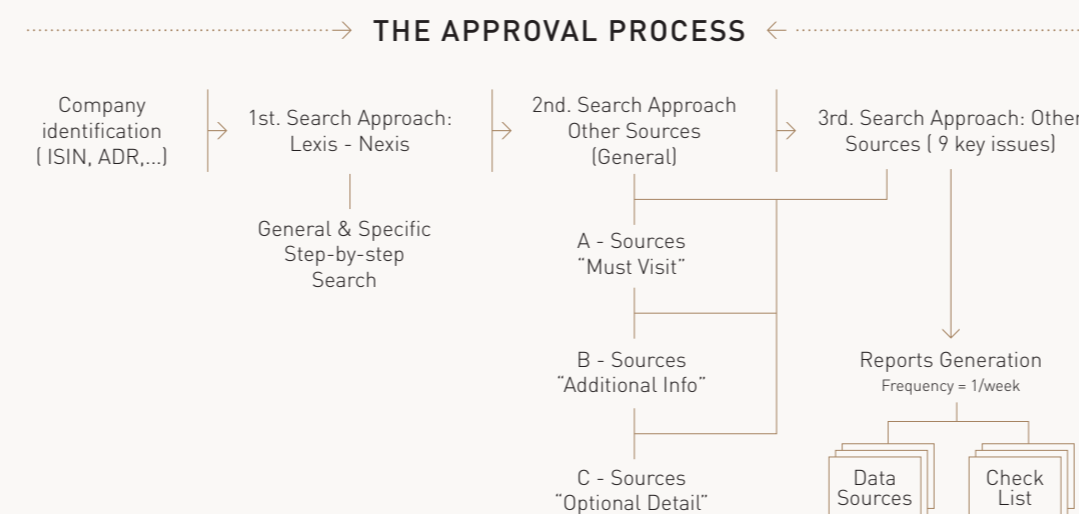 THE APPROVAL PROCESS
Company
identification
( ISIN, ADR,...)
1st. Search Approach:
Lexis - Nexis
General & Specific
Step-by-step
Search
2nd. Search Approach
Other Sources
(General)
3rd. Search Approach: Other
Sources ( 9 key issues)
A - Sources
"Must Visit"
B - Sources
"Additional Info"
C - Sources
"Optional Detail"
Reports Generation
Frequency = 1/week
Data
Sources
Check
List